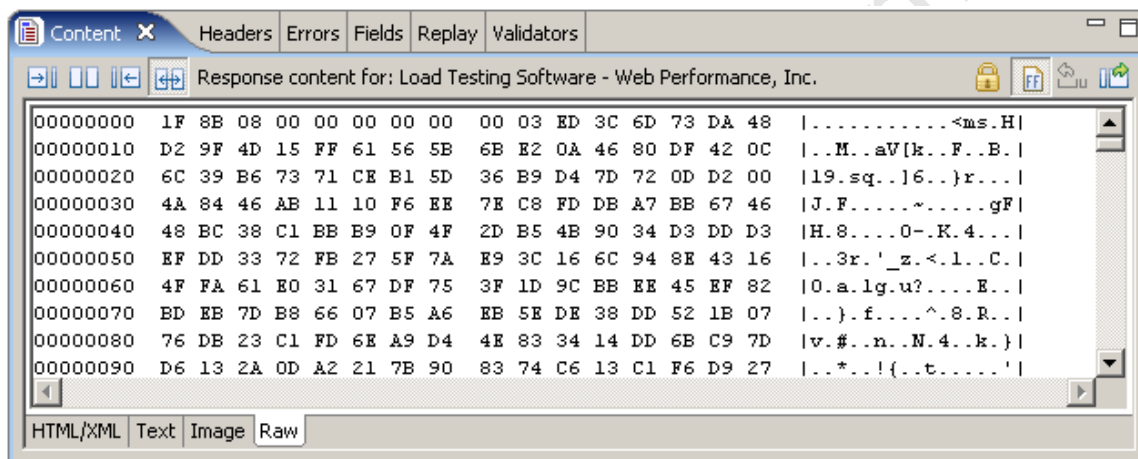 Content Headers Errors Fields Replay Validators
Response content for: Load Testing Software - Web Performance, Inc.
00000000 1F 8B 08 00 00 00 00 00 00 03 ED 3C 6D 73 DA 48 |...........<ms.H|
00000010 D2 9F 4D 15 FF 61 56 5B 6B E2 0A 46 80 DF 42 0C |..M..aV[k..F..B.|
00000020 6C 39 B6 73 71 CE B1 5D 36 B9 D4 7D 72 0D D2 00 |l9.sq..]6..}r...|
00000030 4A 84 46 AB 11 10 F6 EE 7E C8 FD DB A7 BB 67 46 |J.F.....~.....gF|
00000040 48 BC 38 C1 BB B9 0F 4F 2D B5 4B 90 34 D3 DD D3 |H.8....O-.K.4...|
00000050 EF DD 33 72 FB 27 5F 7A E9 3C 16 6C 94 8E 43 16 |..3r.'_z.<.l..C.|
00000060 4F FA 61 E0 31 67 DF 75 3F 1D 9C BB EE 45 EF 82 |O.a.1g.u?....E..|
00000070 BD EB 7D B8 66 07 B5 A6 EB 5E DE 38 DD 52 1B 07 |..}.f....^.8.R..|
00000080 76 DB 23 C1 FD 6E A9 D4 4E 83 34 14 DD 6B C9 7D |v.#..n..N.4..k.}|
00000090 D6 13 2A 0D A2 21 7B 90 83 74 C6 13 C1 F6 D9 27 |..*..!{..t.....'|
HTML/XML Text Image Raw